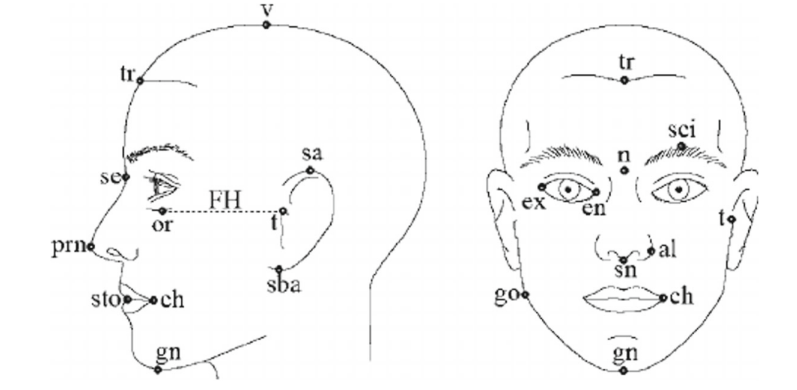 v
tr
sa
se
FH
or
t
prn
sba
sto
ch
gn
tr
sci
n
ex
en
t
al
sn
go
ch
gn